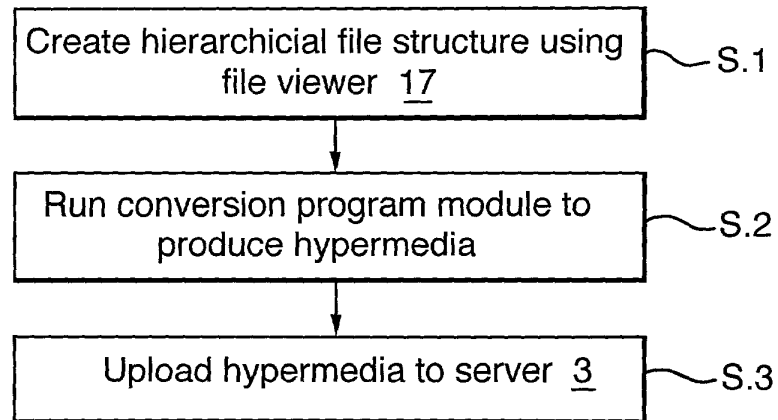 Create hierarchicial file structure using
file viewer 17
S.1
Run conversion program module to
produce hypermedia
S.2
Upload hypermedia to server 3
S.3